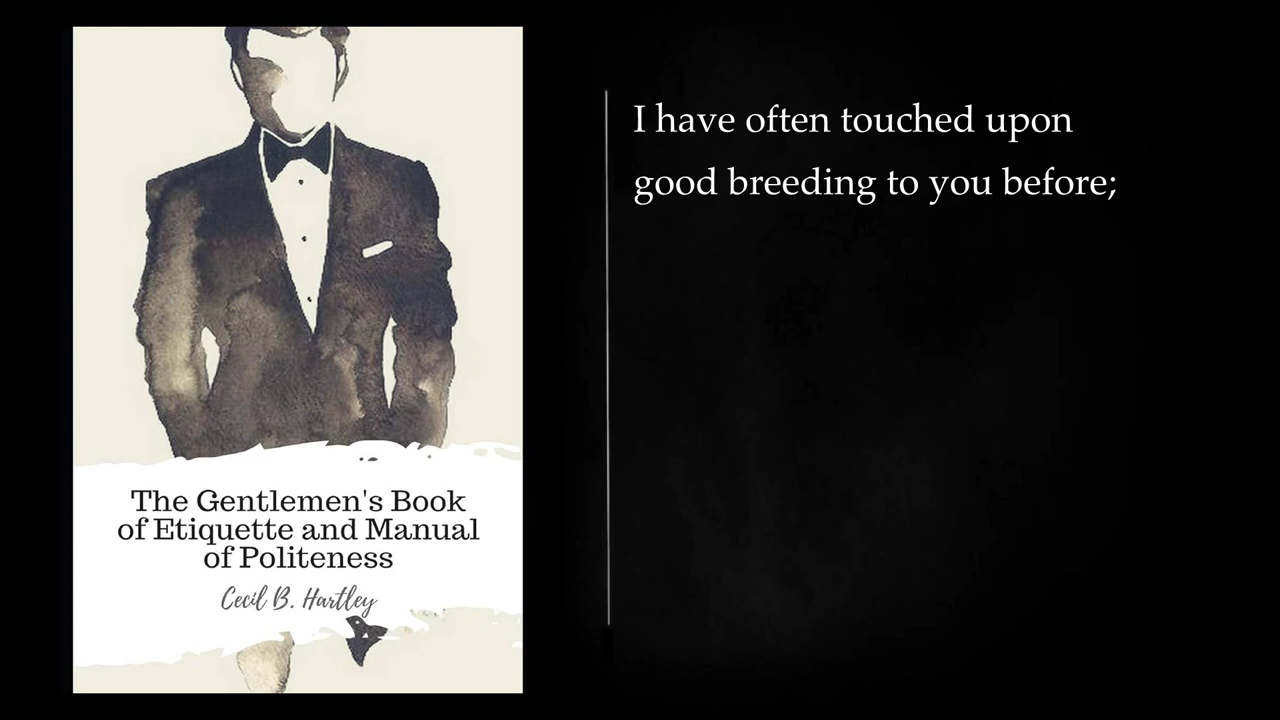 The Gentlemen's Book
of Etiquette and Manual
of Politeness
Cecil B. Hartley
I have often touched upon
good breeding to you before;